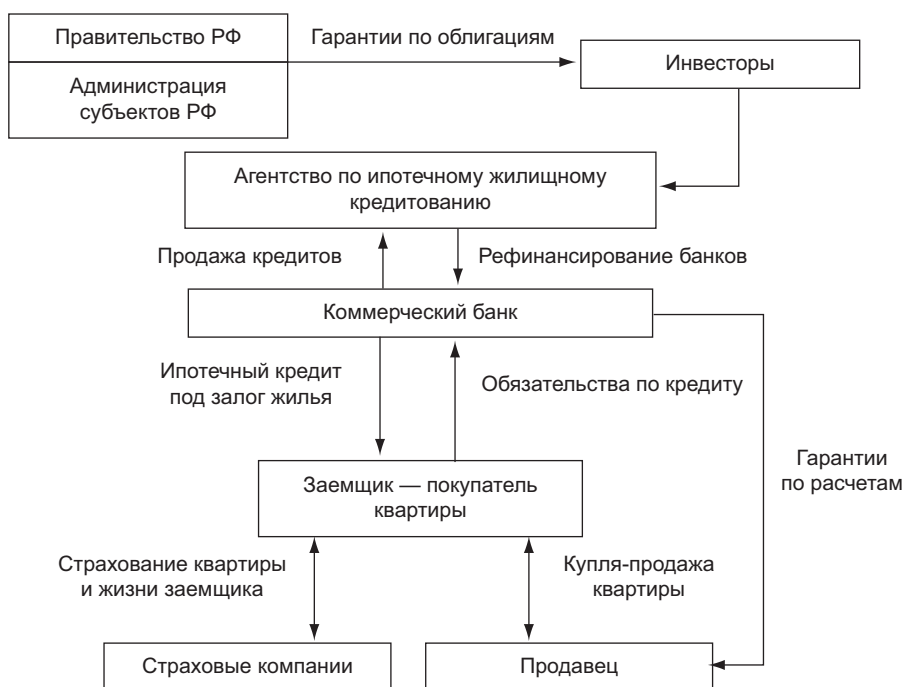 Правительство РФ
Гарантии по облигациям
Инвесторы
Администрация
субъектов РФ
Агентство по ипотечному жилищному
кредитованию
Продажа кредитов
Рефинансирование банков
Коммерческий банк
Ипотечный кредит
под залог жилья
Обязательства по кредиту
Гарантии
по расчетам
Заемщик — покупатель
квартиры
Страхование квартиры
и жизни заемщика
Купля-продажа
квартиры
Страховые компании
Продавец